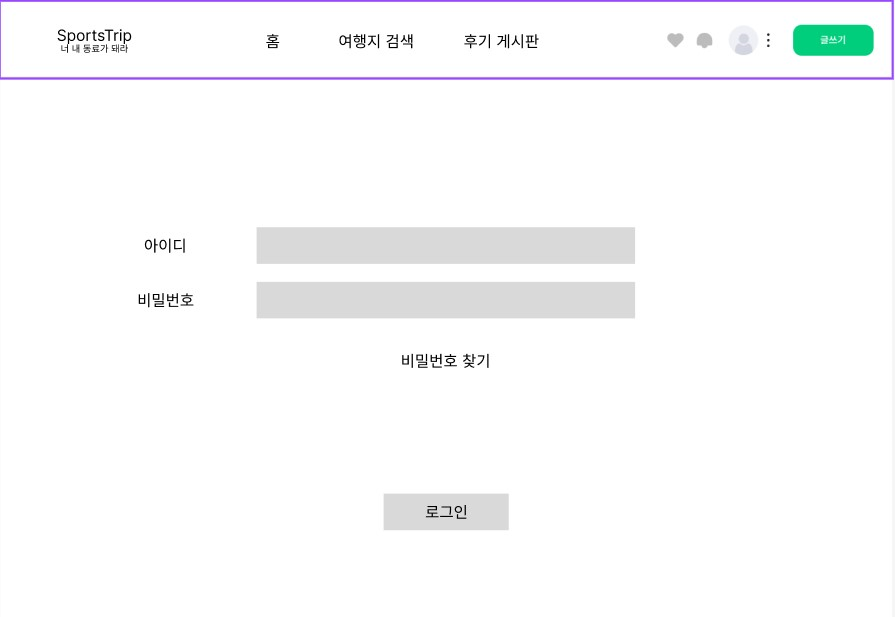 SportsTrip
너 내 동료가 돼라
홈
여행지 검색
후기 게시판
글쓰기
아이디
비밀번호
비밀번호 찾기
로그인